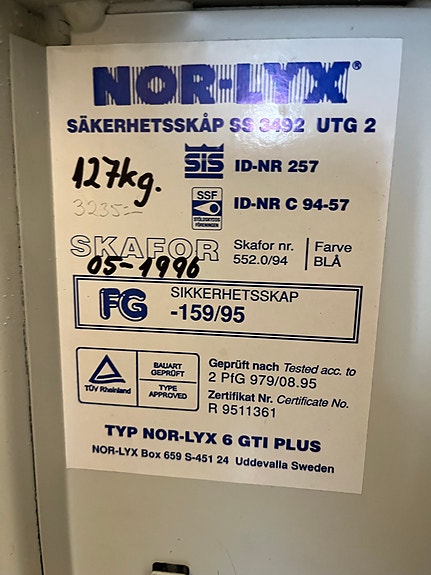 NOR-LYX®
SÄKERHETSSKÅP SS 3492 UTG 2
127kg.
3235:-
SIS ID-NR 257
SSF
STÖLDSKYDDS
FÖRENINGEN
ID-NR C 94-57
SKAFOR
05-1996
Skafor nr.
552.0/94
Farve
BLÅ
FG SIKKERHETSSKAP
-159/95
TÜV Rheinland
BAUART
GEPRÜFT
TYPE
APPROVED
Geprüft nach Tested acc. to
2 PfG 979/08.95
Zertifikat Nr. Certificate No.
R 9511361
TYP NOR-LYX 6 GTI PLUS
NOR-LYX Box 659 S-451 24 Uddevalla Sweden